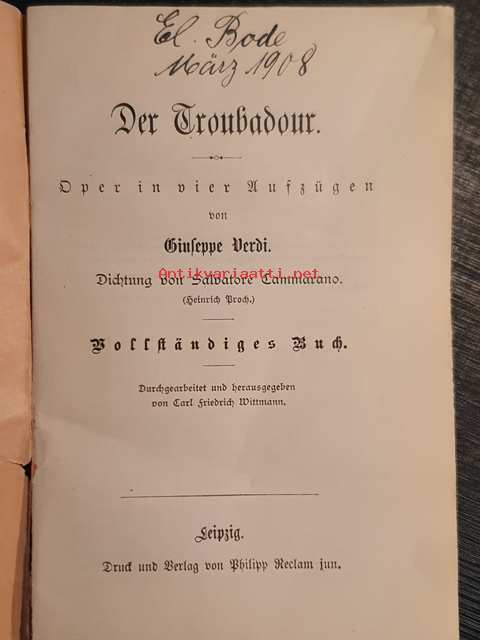 El. Bode
März 1908
Der Troubadour.
Oper in vier Aufzügen
von
Giuseppe Verdi.
Antikvariaatti.net
Dichtung von Salvatore Cammarano.
(Heinrich Proch.)
Vollständiges Buch.
Durchgearbeitet und herausgegeben
von Carl Friedrich Wittmann.
Leipzig.
Druck und Verlag von Philipp Reclam jun.